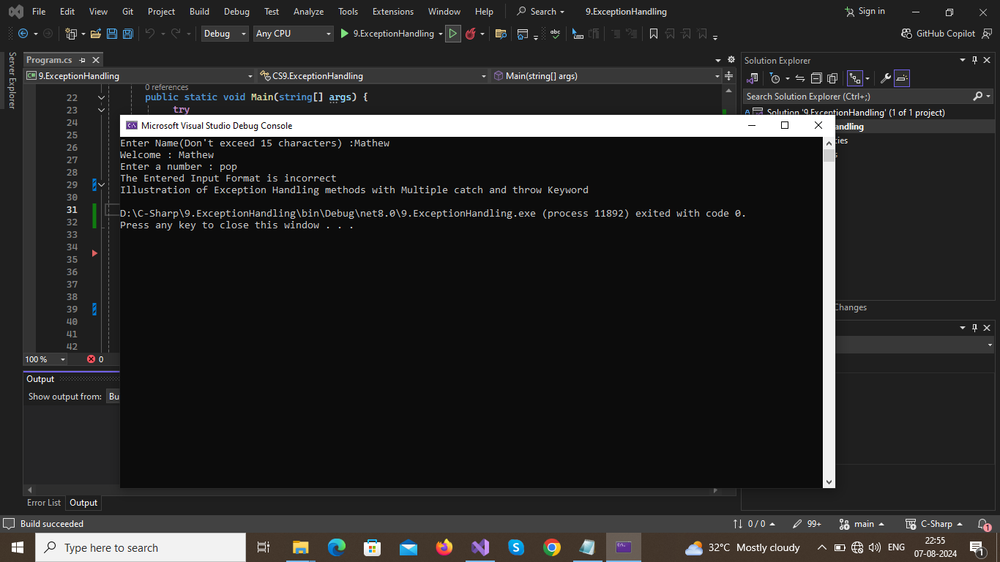 File Edit View Git Project Build Debug Test Analyze Tools Extensions Window Help Search 9.ExceptionHandling Sign in
Debug Any CPU 9.ExceptionHandling GitHub Copilot
Server Explorer
Program.cs
9.ExceptionHandling CS9.ExceptionHandling Main(string[] args)
0 references
22 public static void Main(string[] args) {
23 try
24
25
26
27
28
29
30
31
32
33
34
35
36
37
38
39
40
41
42
100 % 0
Solution Explorer
Search Solution Explorer (Ctrl+;)
Solution '9.ExceptionHandling' (1 of 1 project)
Microsoft Visual Studio Debug Console
Enter Name(Don't exceed 15 characters) :Mathew
Welcome : Mathew
Enter a number : pop
The Entered Input Format is incorrect
Illustration of Exception Handling methods with Multiple catch and throw Keyword
D:\C-Sharp\9.ExceptionHandling\bin\Debug\net8.0\9.ExceptionHandling.exe (process 11892) exited with code 0.
Press any key to close this window . . .
Changes
Output
Show output from: Bu
Error List Output
Build succeeded 0 / 0 99+ main C-Sharp 1
Type here to search 32°C Mostly cloudy ENG 22:55
07-08-2024 1